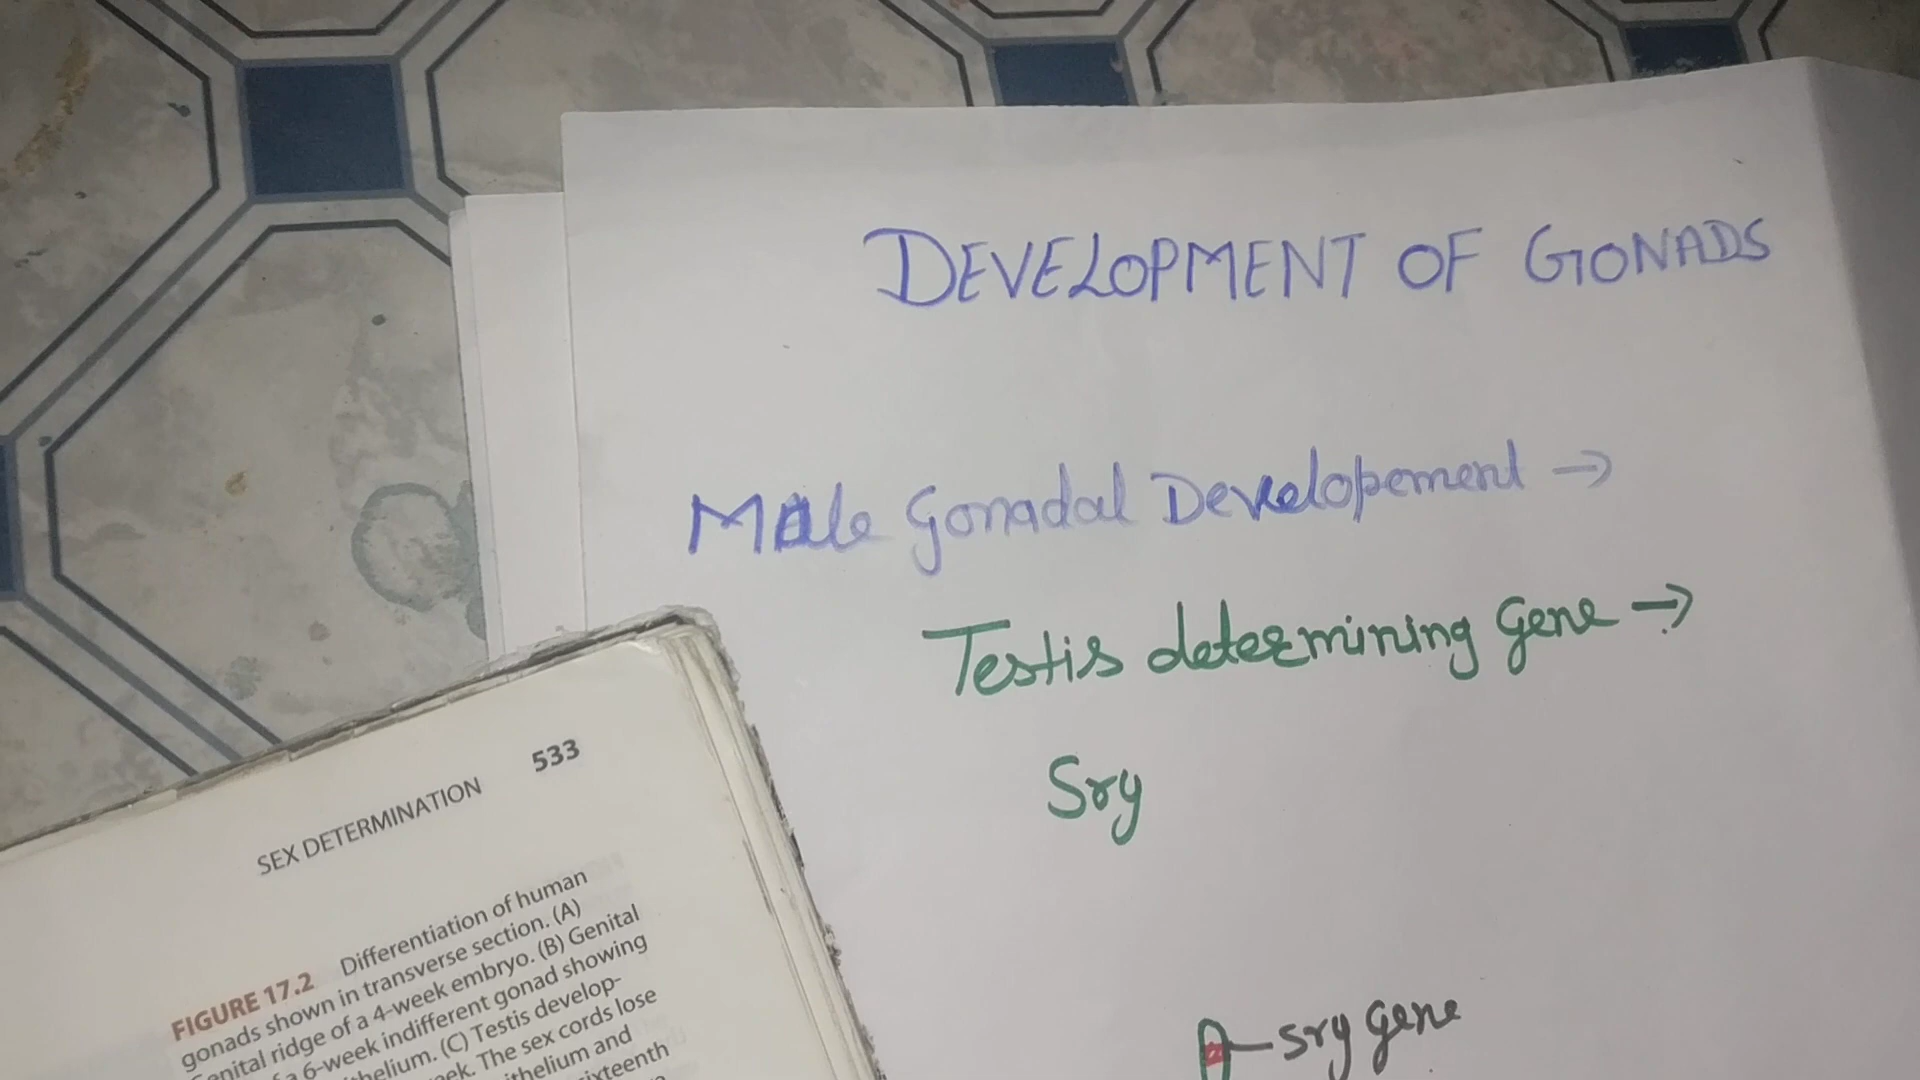 DEVELOPMENT OF GONADS
Male Gonadal Developement →
Testis determining Gene →
Sry
sry gene
533
SEX DETERMINATION
FIGURE 17.2 Differentiation of human
gonads shown in transverse section. (A)
Genital ridge of a 4-week embryo. (B) Genital
a 6-week indifferent gonad showing
(C) Testis develop-
The sex cords lose
and
sixteenth